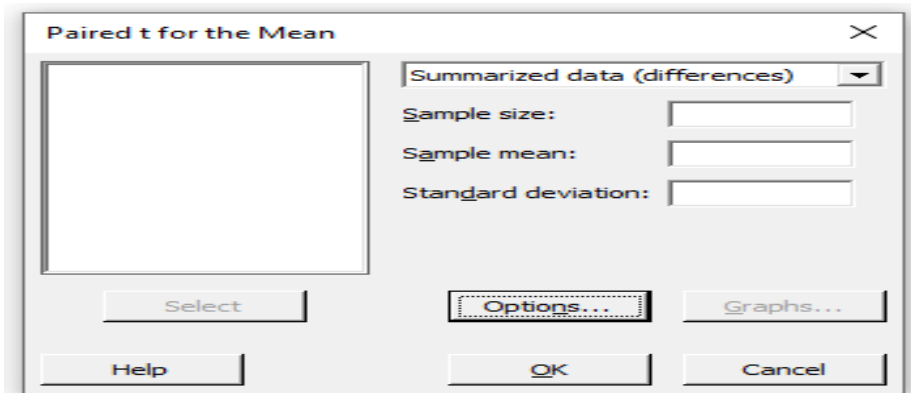 Paired t for the Mean
Summarized data (differences)
Sample size:
Sample mean:
Standard deviation:
Select
Options...
Graphs...
Help
OK
Cancel